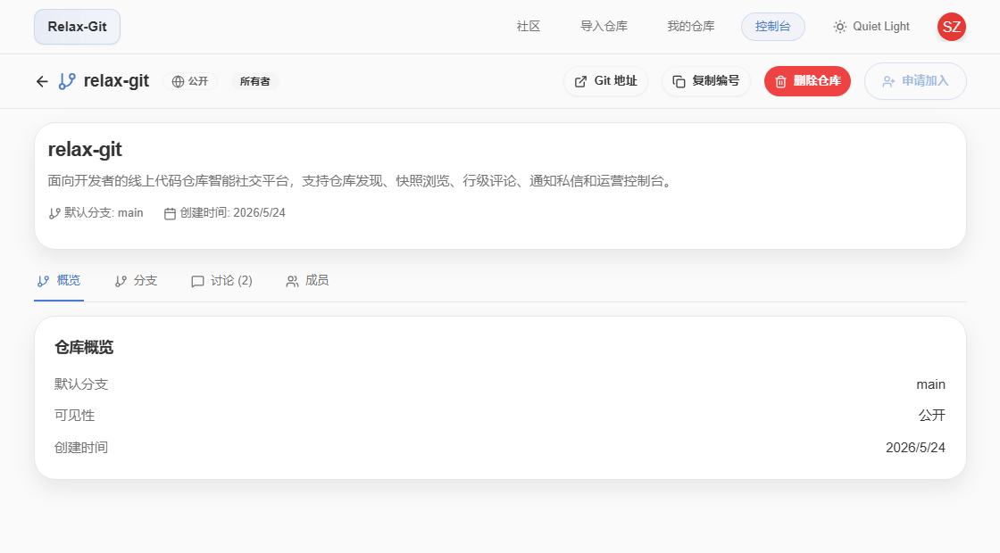 Relax-Git 社区 导入仓库 我的仓库 控制台 Quiet Light SZ
relax-git 公开 所有者 Git 地址 复制编号 删除仓库 申请加入
relax-git
面向开发者的线上代码仓库智能社交平台，支持仓库发现、快照浏览、行级评论、通知私信和运营控制台。
默认分支: main 创建时间: 2026/5/24
概览 分支 讨论 (2) 成员
仓库概览
默认分支 main
可见性 公开
创建时间 2026/5/24